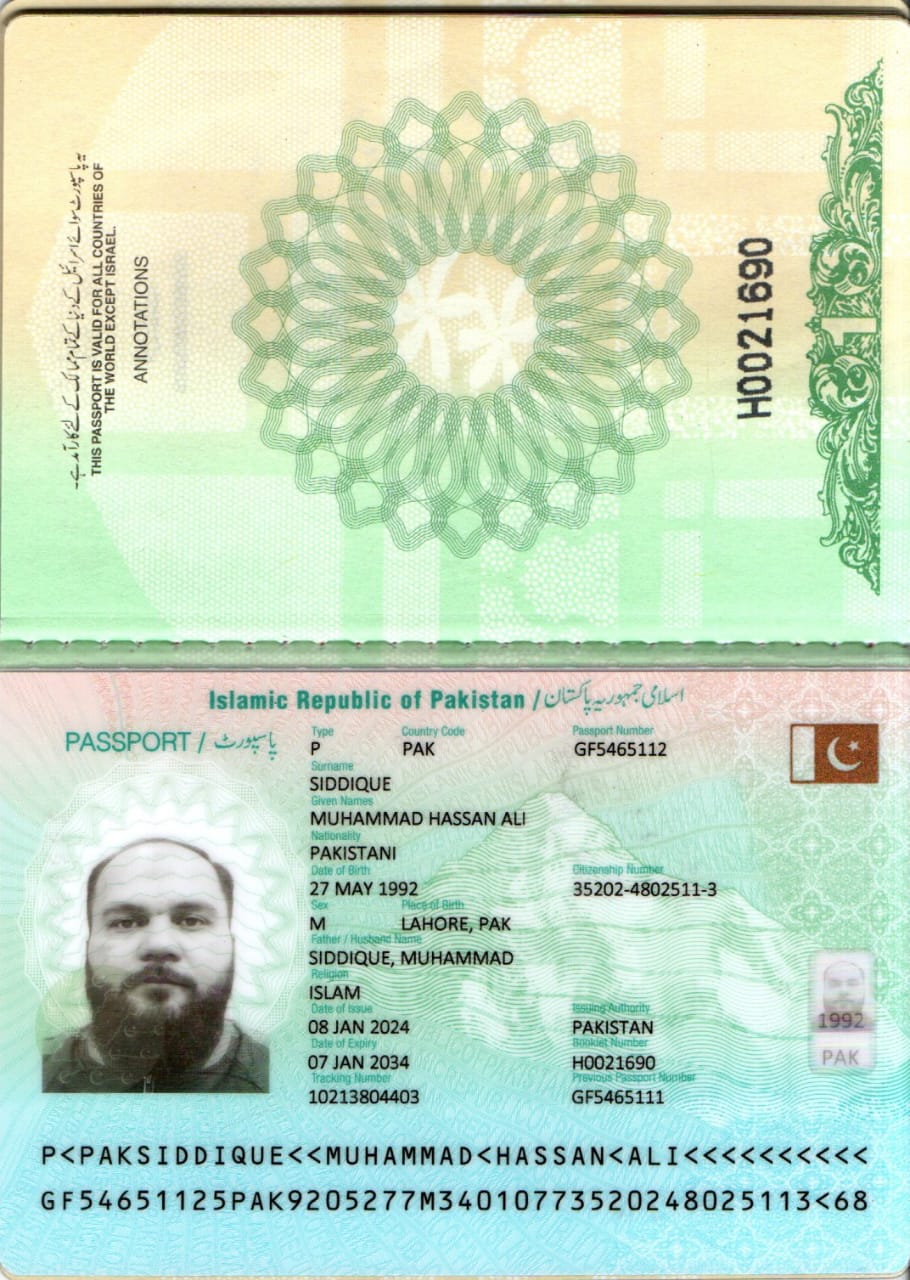 یہ پاسپورٹ سوائے اسرائیل کے دنیا کے تمام ممالک کے لئے کارآمد ہے۔
THIS PASSPORT IS VALID FOR ALL COUNTRIES OF
THE WORLD EXCEPT ISRAEL.
ANNOTATIONS
H0021690
1
Islamic Republic of Pakistan / اسلامی جمہوریہ پاکستان
PASSPORT / پاسپورٹ
Type Country Code Passport Number
P PAK GF5465112
Surname
SIDDIQUE
Given Names
MUHAMMAD HASSAN ALI
Nationality
PAKISTANI
Date of Birth Citizenship Number
27 MAY 1992 35202-4802511-3
Sex Place of Birth
M LAHORE, PAK
Father / Husband Name
SIDDIQUE, MUHAMMAD
Religion
ISLAM
Date of Issue Issuing Authority
08 JAN 2024 PAKISTAN
Date of Expiry Booklet Number
07 JAN 2034 H0021690
Tracking Number Previous Passport Number
10213804403 GF5465111
1992
PAK
P<PAKSIDDIQUE<<MUHAMMAD<HASSAN<ALI<<<<<<<<<<
GF54651125PAK9205277M34010773520248025113<68